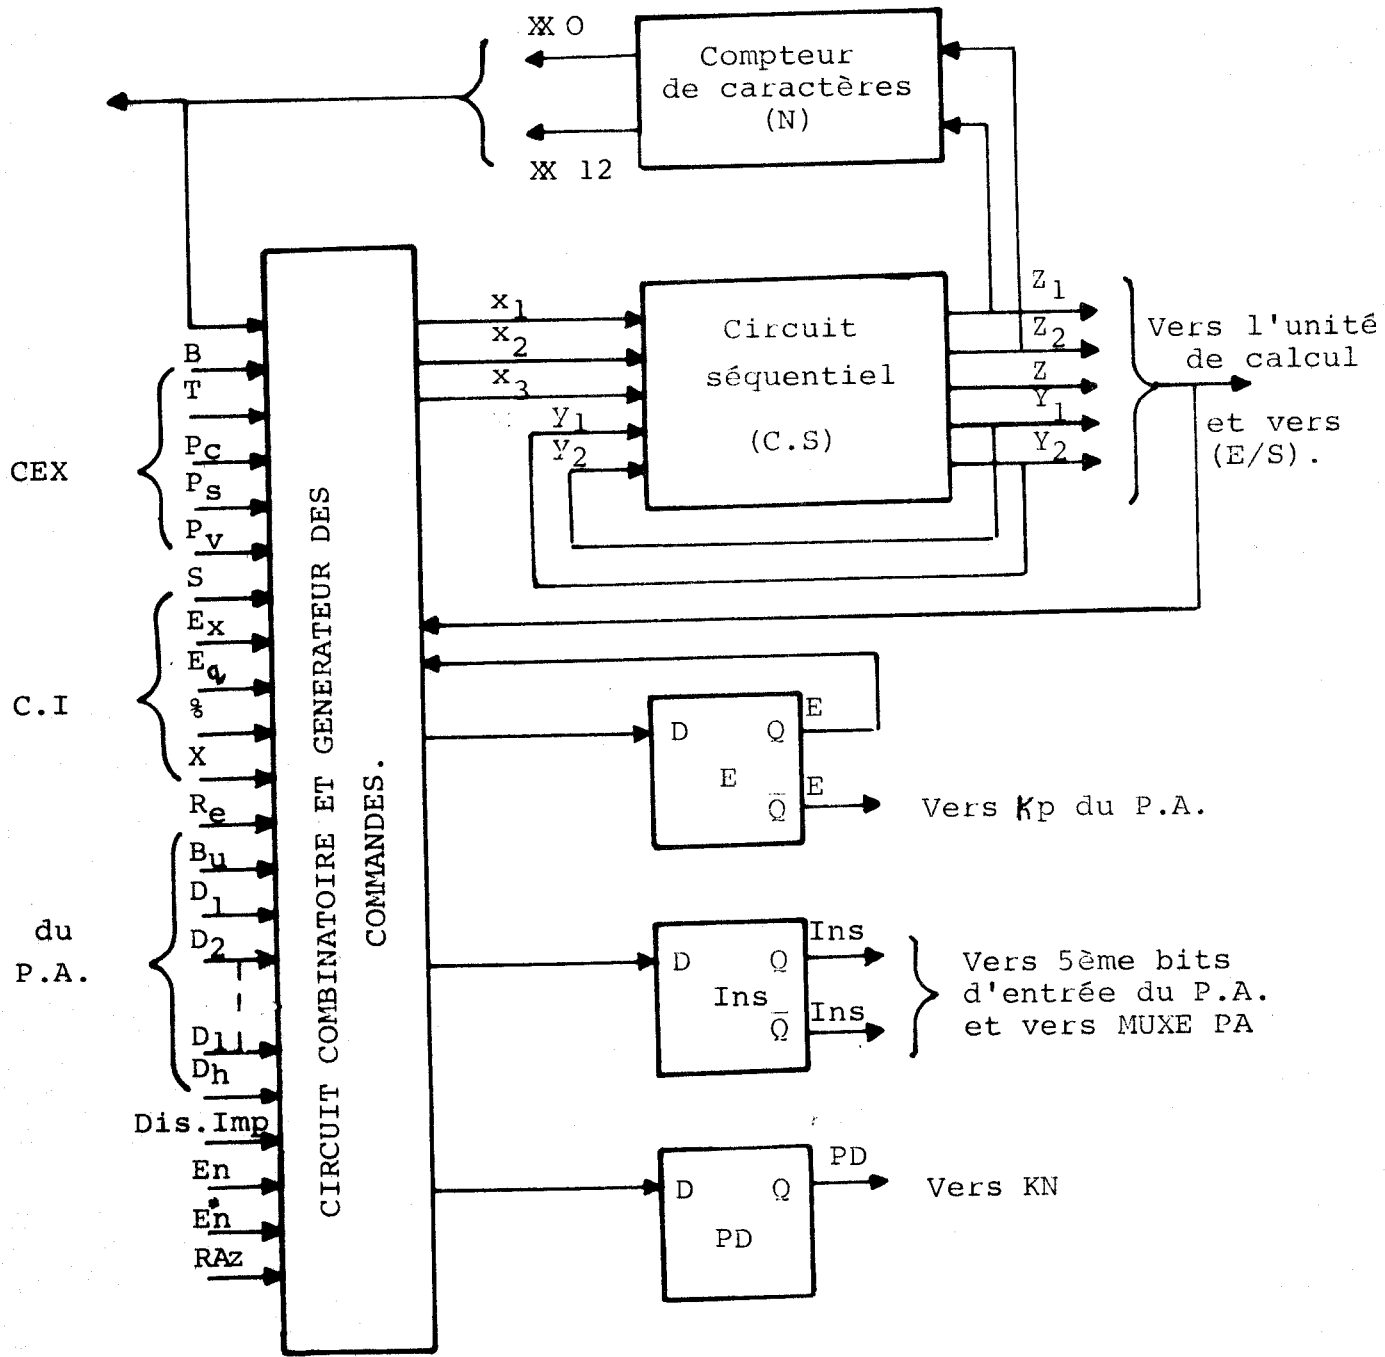 XX 0
Compteur
de caractères
(N)
XX 12
x1
x2
x3
y1
y2
Circuit
séquentiel
(C.S)
Z1
Z2
Z
Y1
Y2
Vers l'unité
de calcul
et vers
(E/S).
CEX
B
T
Pc
Ps
Pv
C.I
S
Ex
Eq
%
X
Re
du
P.A.
Bu
D1
D2
D11
Dh
Dis.Imp
En
En*
RAz
CIRCUIT COMBINATOIRE ET GENERATEUR DES
COMMANDES.
D Q E
E
Q̄ E
Vers Kp du P.A.
D Q Ins
Ins
Q̄ Ins
Vers 5ème bits
d'entrée du P.A.
et vers MUXE PA
D Q PD
PD
Vers KN